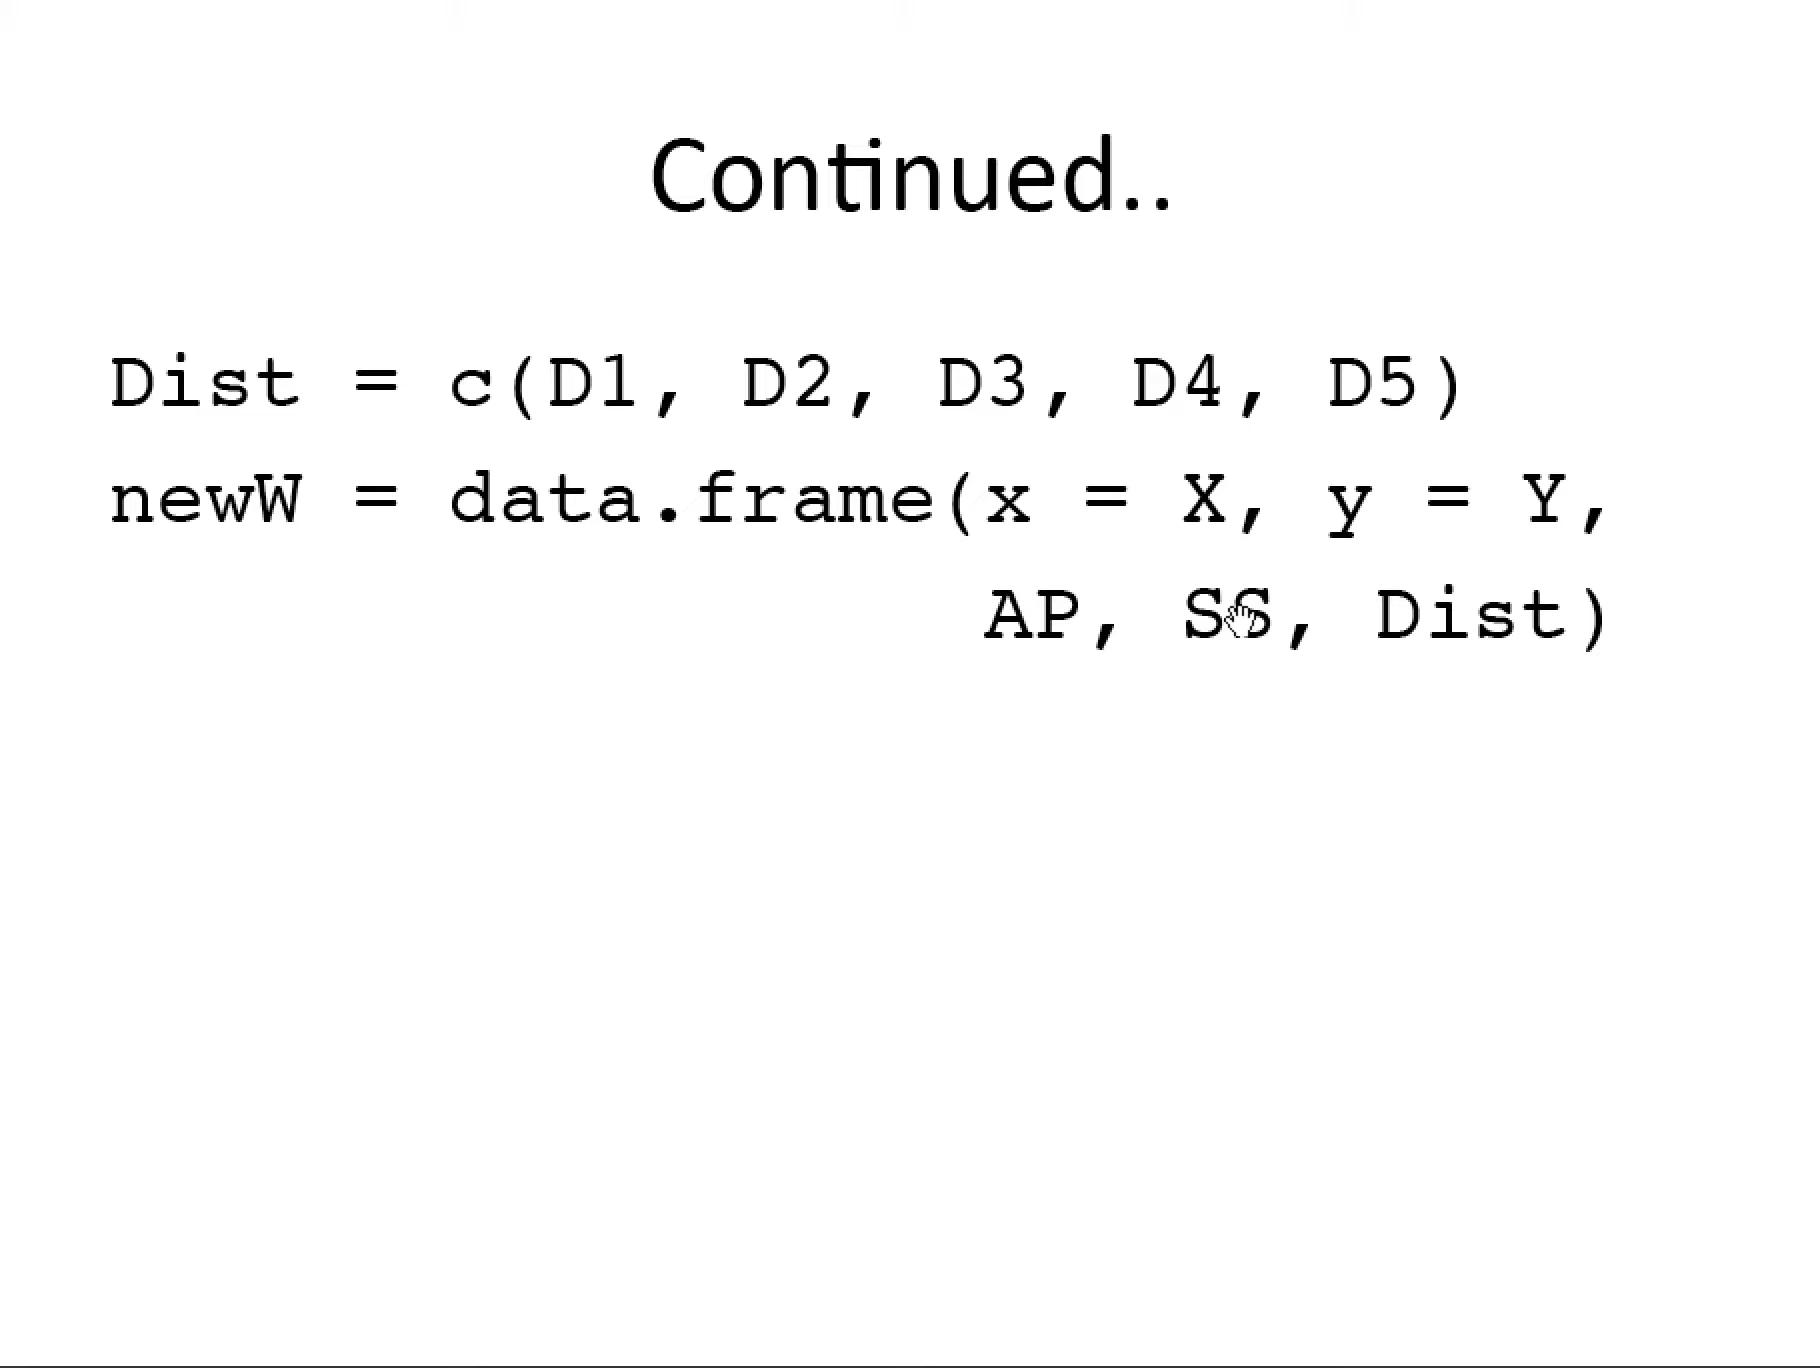 Continued..
Dist = c(D1, D2, D3, D4, D5)
newW = data.frame(x = X, y = Y,
AP, SS, Dist)